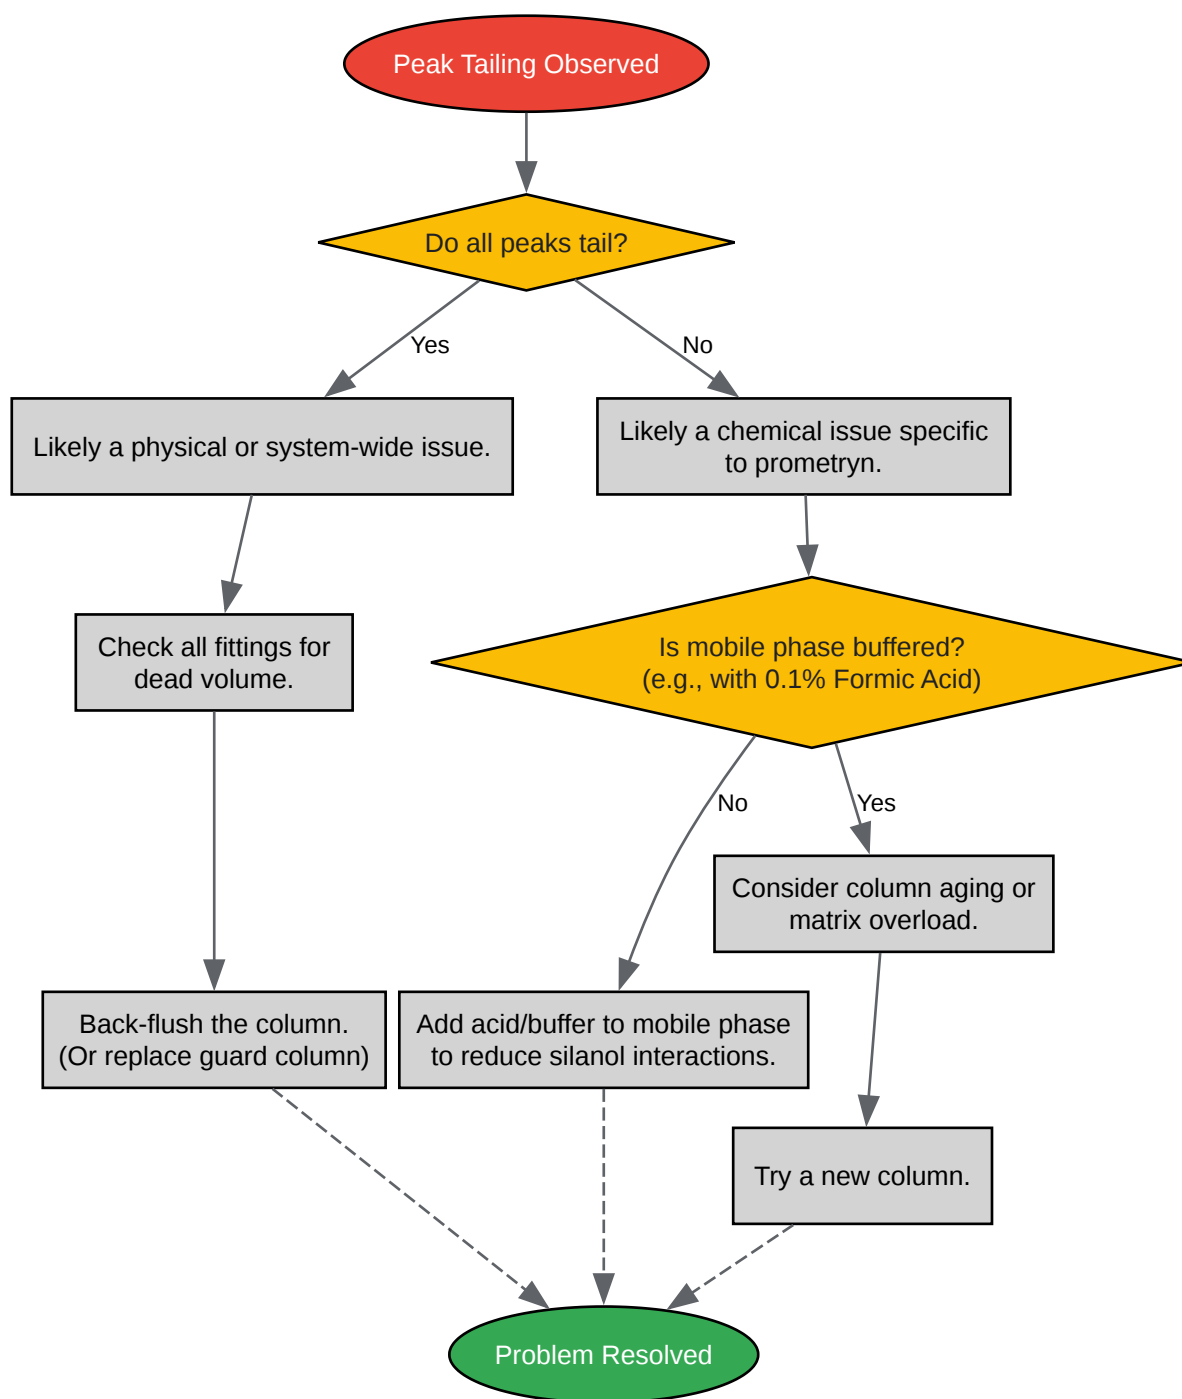 Peak Tailing Observed
Do all peaks tail?
Yes
No
Likely a physical or system-wide issue.
Likely a chemical issue specific
to prometryn.
Check all fittings for
dead volume.
Is mobile phase buffered?
(e.g., with 0.1% Formic Acid)
No
Yes
Consider column aging or
matrix overload.
Back-flush the column.
(Or replace guard column)
Add acid/buffer to mobile phase
to reduce silanol interactions.
Try a new column.
Problem Resolved